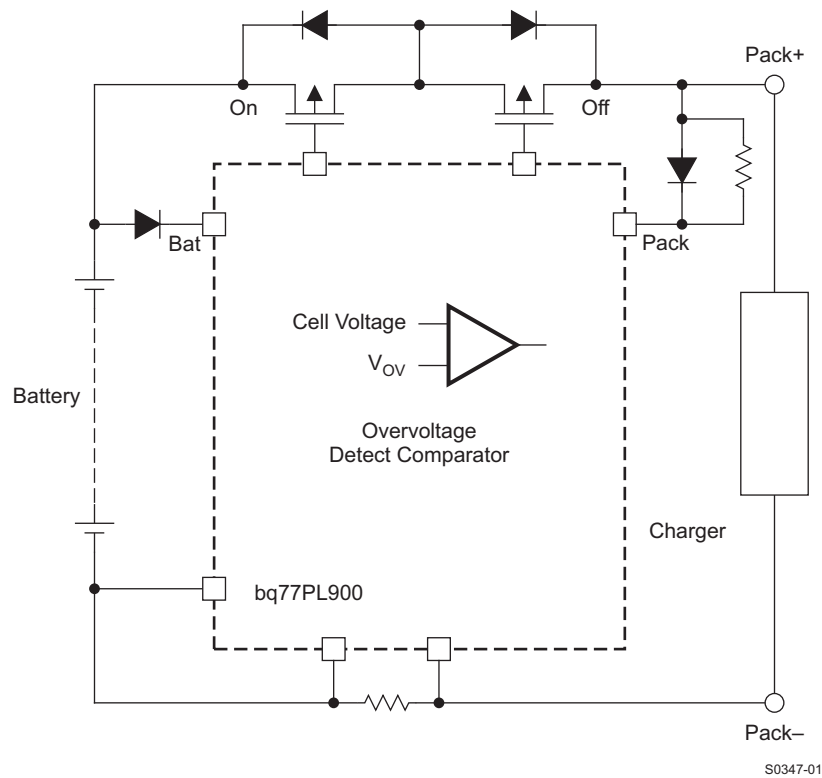 Pack+
On
Off
Bat
Pack
Cell Voltage
V_OV
Battery
Overvoltage
Detect Comparator
Charger
bq77PL900
Pack–
S0347-01